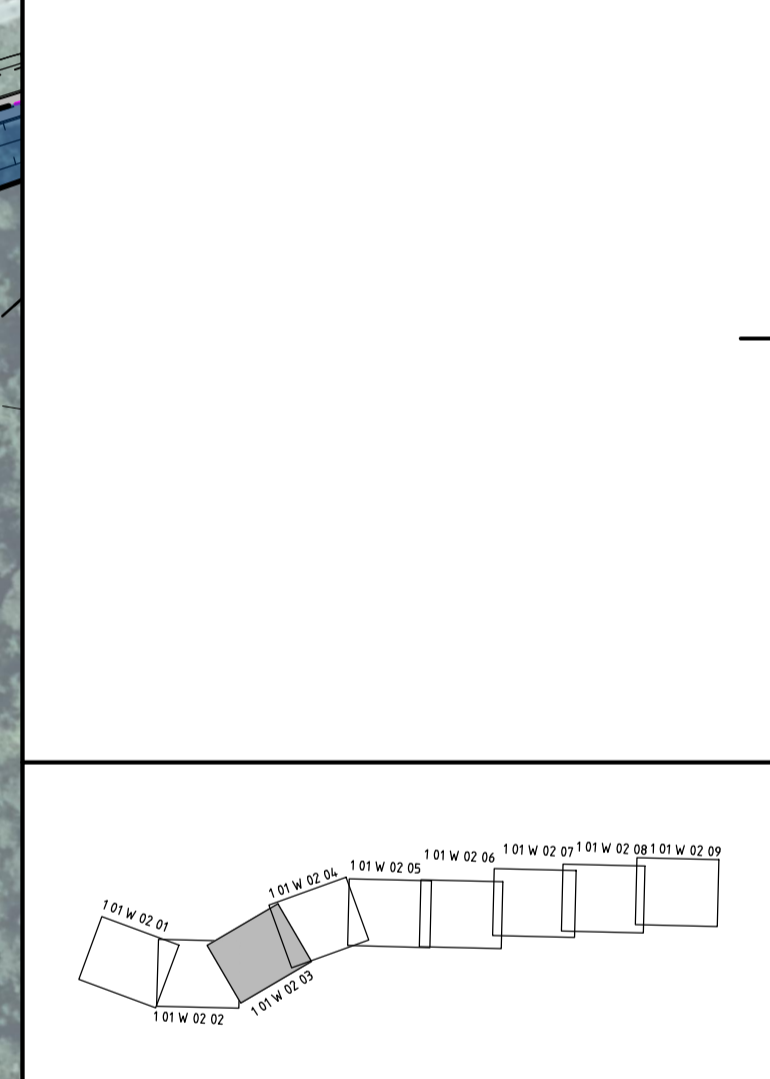 1 01 W 02 01
1 01 W 02 02
1 01 W 02 03
1 01 W 02 04
1 01 W 02 05
1 01 W 02 06
1 01 W 02 07
1 01 W 02 08
1 01 W 02 09